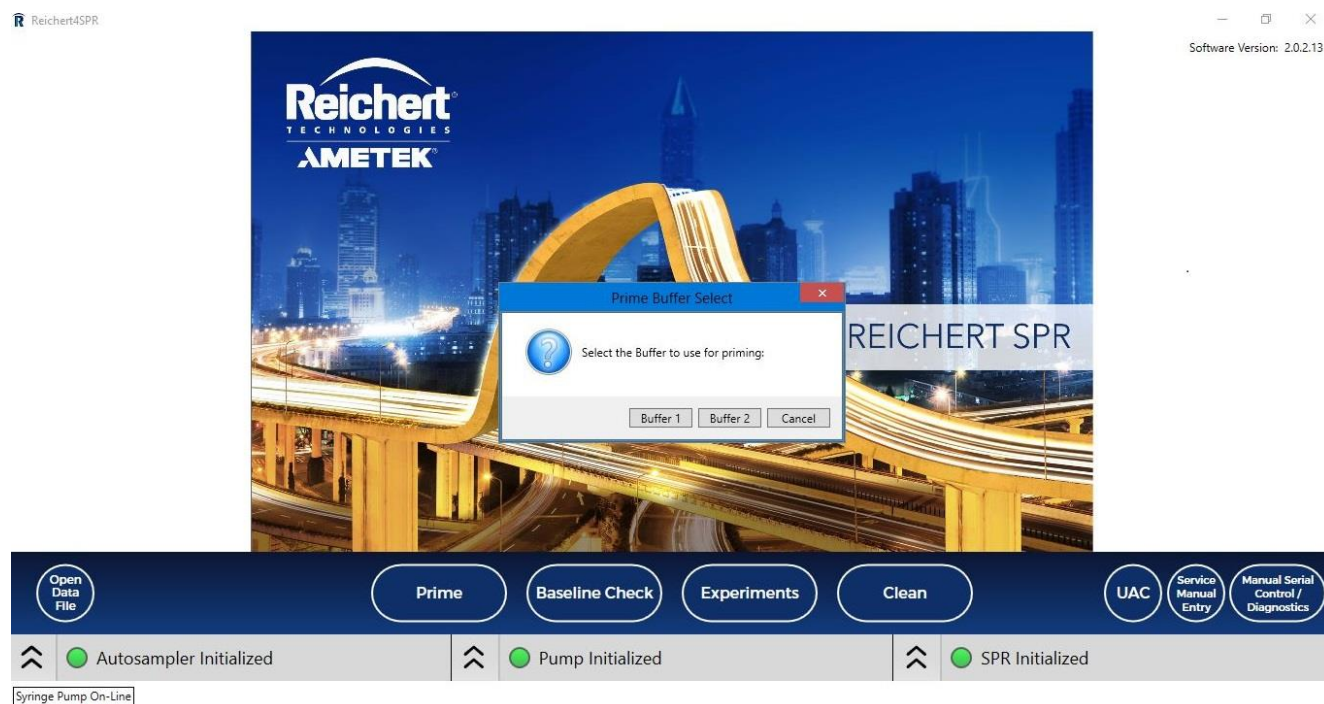 Reichert4SPR
Software Version: 2.0.2.13
Reichert®
TECHNOLOGIES
AMETEK®
Prime Buffer Select
Select the Buffer to use for priming:
REICHERT SPR
Buffer 1 Buffer 2 Cancel
Open
Data
File
Prime
Baseline Check
Experiments
Clean
UAC
Service
Manual
Entry
Manual Serial
Control /
Diagnostics
Autosampler Initialized
Pump Initialized
SPR Initialized
Syringe Pump On-Line